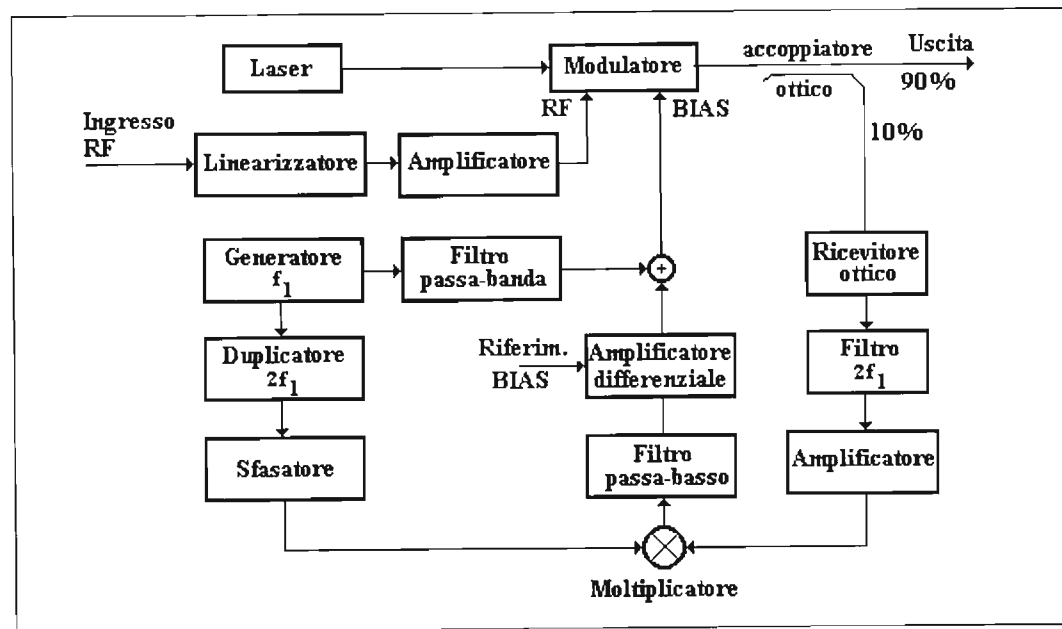 Laser
Modulatore
accoppiatore
ottico
Uscita
90%
10%
RF
BIAS
Ingresso
RF
Linearizzatore
Amplificatore
Generatore
f1
Filtro
passa-banda
+
Ricevitore
ottico
Duplicatore
2f1
Riferim.
BIAS
Amplificatore
differenziale
Filtro
2f1
Sfasatore
Filtro
passa-basso
Amplificatore
Moltiplicatore